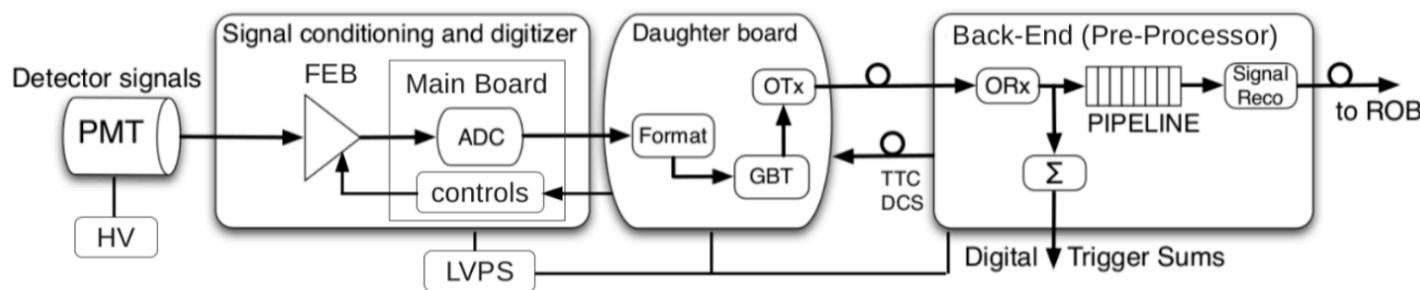 Signal conditioning and digitizer
Daughter board
Back-End (Pre-Processor)
Detector signals
FEB
Main Board
PMT
ADC
controls
Format
OTx
GBT
TTC
DCS
ORx
PIPELINE
Signal
Reco
to ROB
Σ
HV
LVPS
Digital
Trigger Sums